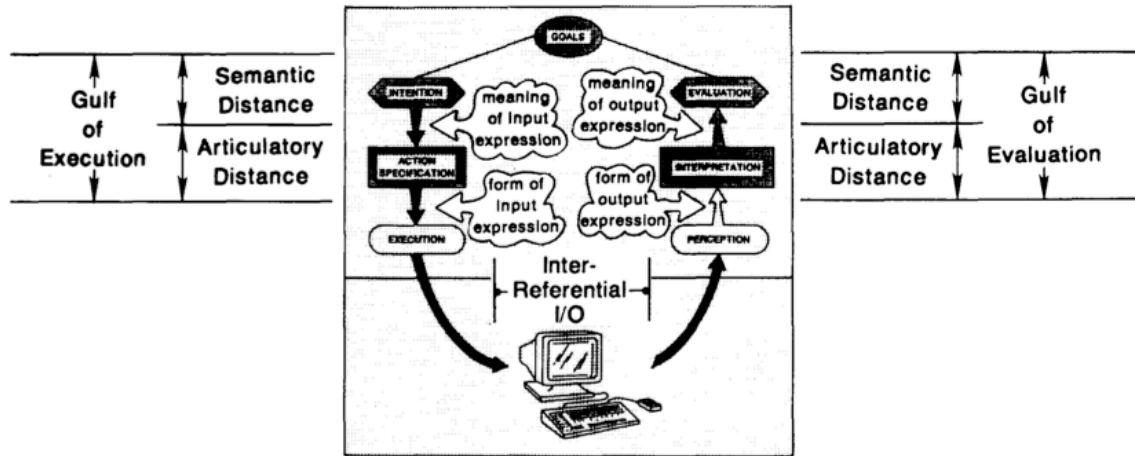 Gulf
of
Execution
Semantic
Distance
Articulatory
Distance
GOALS
INTENTION
meaning
of Input
expression
ACTION
SPECIFICATION
form of
Input
expression
EXECUTION
meaning
of output
expression
EVALUATION
INTERPRETATION
form of
output
expression
PERCEPTION
Inter-
Referential
I/O
Semantic
Distance
Articulatory
Distance
Gulf
of
Evaluation